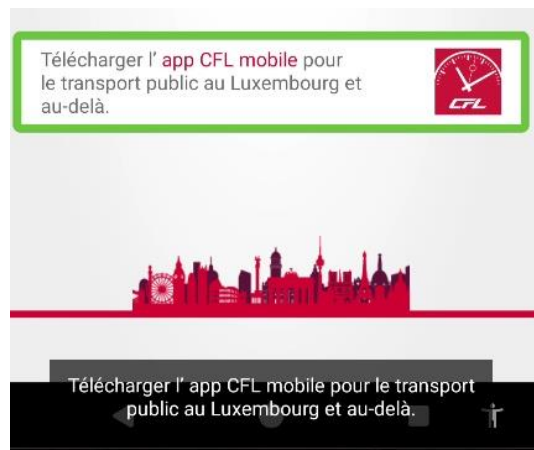 Télécharger l' app CFL mobile pour
le transport public au Luxembourg et
au-delà.
CFL
Télécharger l' app CFL mobile pour le transport
public au Luxembourg et au-delà.